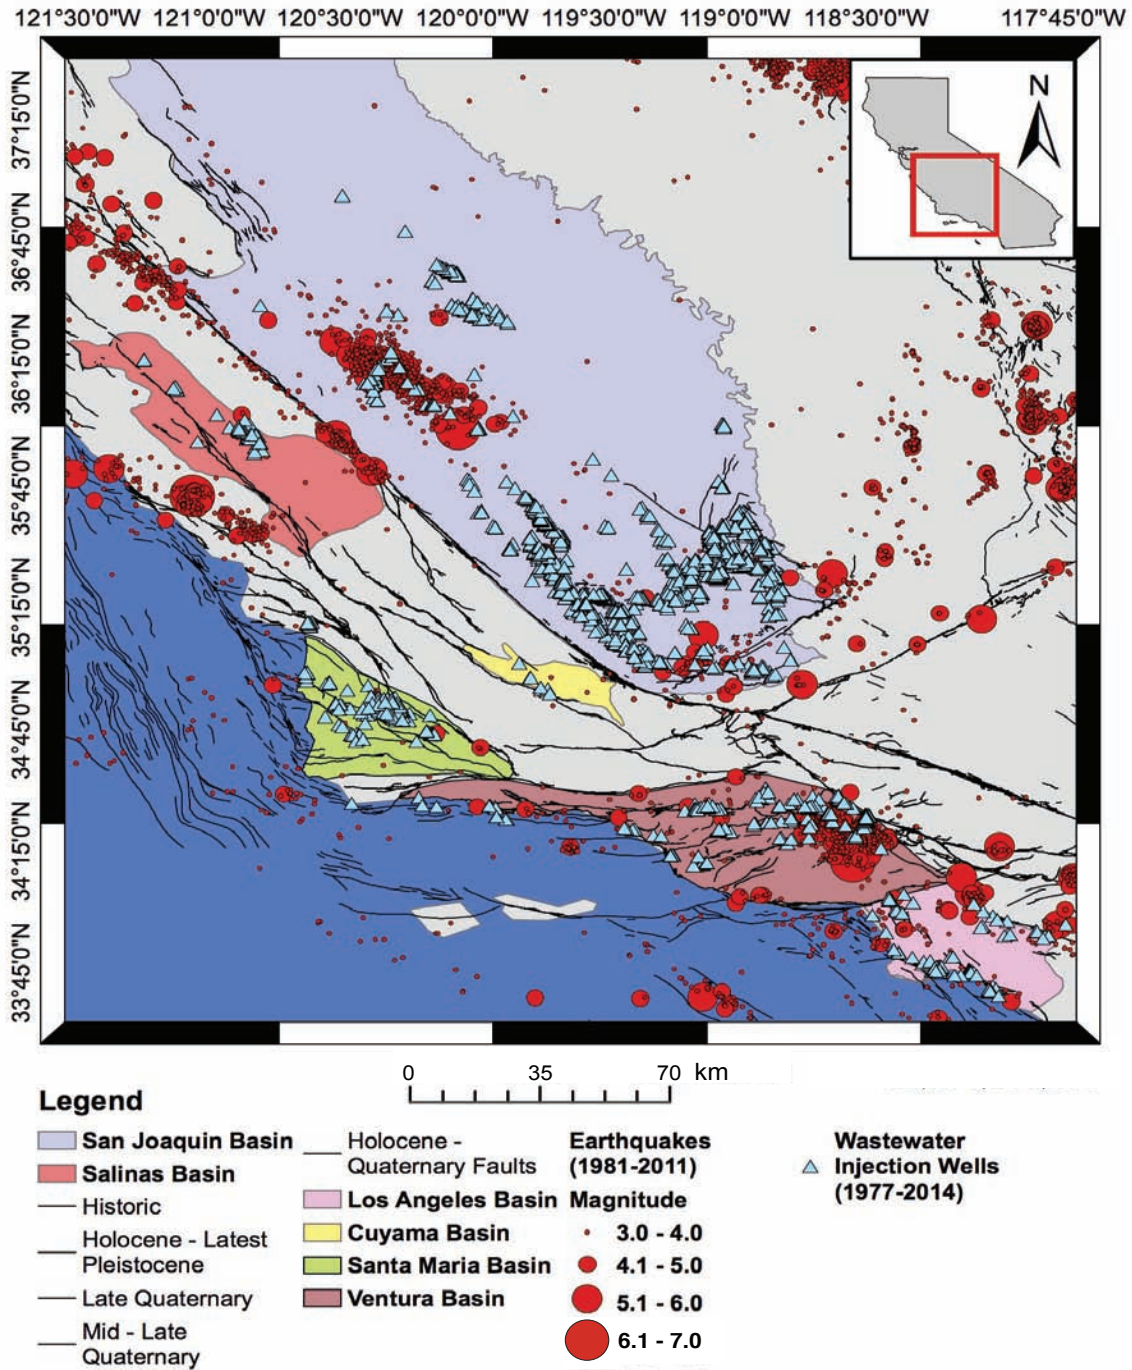 121°30'0"W 121°0'0"W 120°30'0"W 120°0'0"W 119°30'0"W 119°0'0"W 118°30'0"W 117°45'0"W
37°15'0"N
36°45'0"N
36°15'0"N
35°45'0"N
35°15'0"N
34°45'0"N
34°15'0"N
33°45'0"N
N
0 35 70 km
Legend
San Joaquin Basin
Salinas Basin
Historic
Holocene - Latest
Pleistocene
Late Quaternary
Mid - Late
Quaternary
Holocene -
Quaternary Faults
Los Angeles Basin
Cuyama Basin
Santa Maria Basin
Ventura Basin
Earthquakes
(1981-2011)
Magnitude
3.0 - 4.0
4.1 - 5.0
5.1 - 6.0
6.1 - 7.0
Wastewater
Injection Wells
(1977-2014)